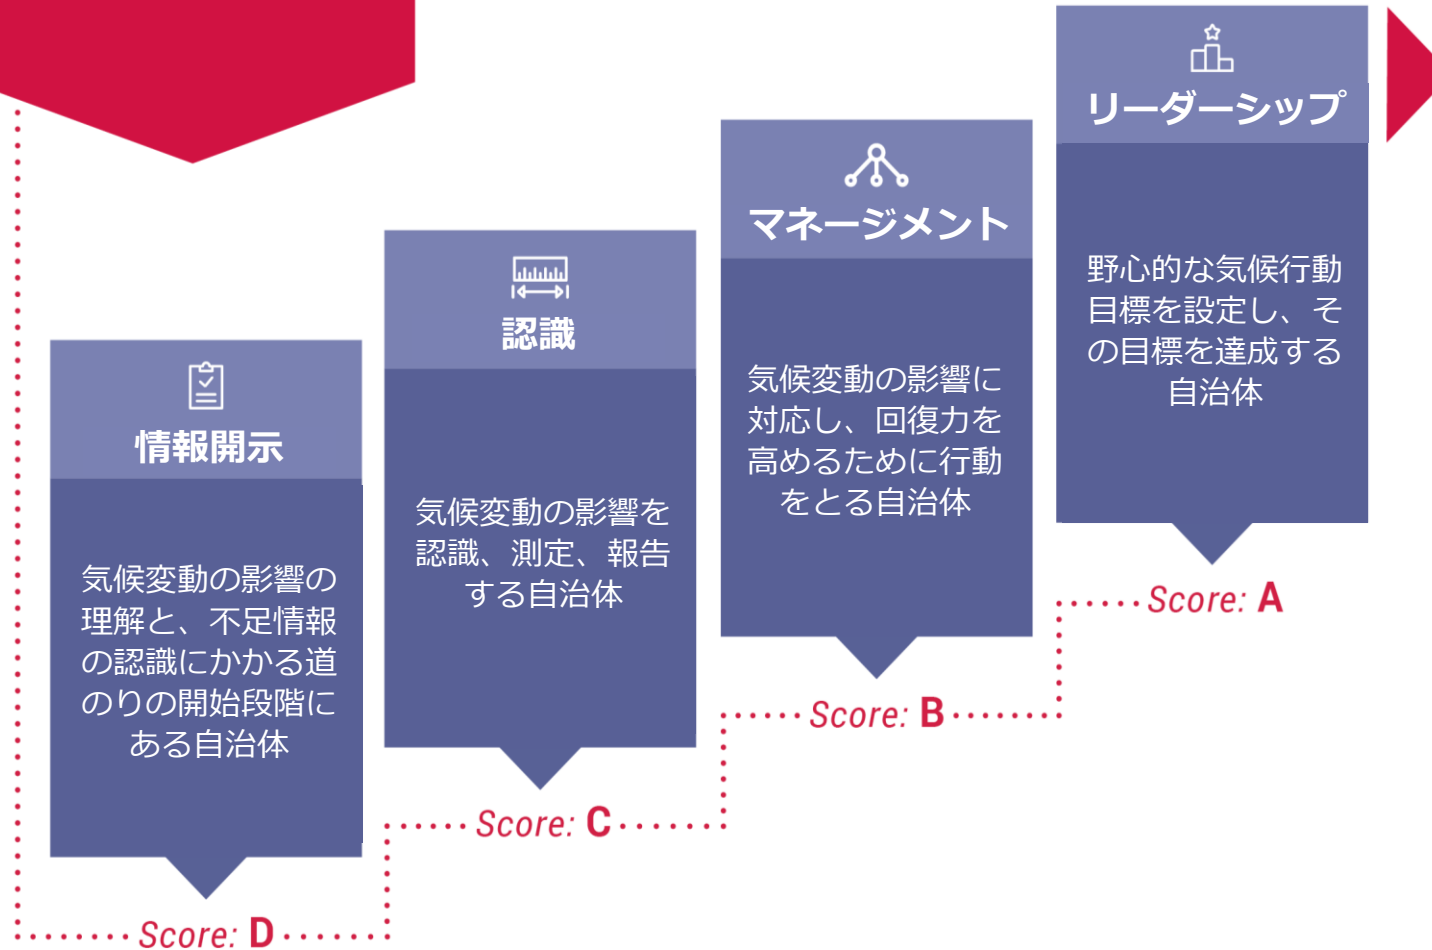 情報開示
気候変動の影響の
理解と、不足情報
の認識にかかる道
のりの開始段階に
ある自治体
Score: D
認識
気候変動の影響を
認識、測定、報告
する自治体
Score: C
マネージメント
気候変動の影響に
対応し、回復力を
高めるために行動
をとる自治体
Score: B
リーダーシップ
野心的な気候行動
目標を設定し、そ
の目標を達成する
自治体
Score: A